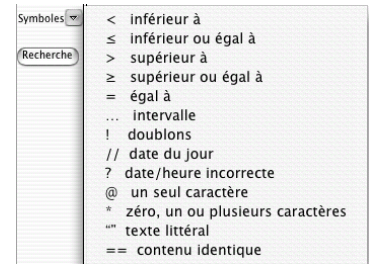 Symboles
Recherche
< inférieur à
≤ inférieur ou égal à
> supérieur à
≥ supérieur ou égal à
= égal à
... intervalle
! doublons
// date du jour
? date/heure incorrecte
@ un seul caractère
* zéro, un ou plusieurs caractères
“” texte littéral
== contenu identique